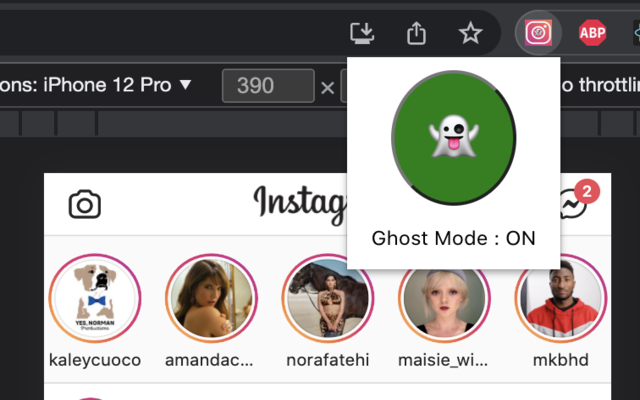 ABP
ons: iPhone 12 Pro ▼
390
×
o throttlin
Instag
2
Ghost Mode : ON
YES, NORMAN
Productions
kaleycuoco
amandac...
norafatehi
maisie_wi...
mkbhd